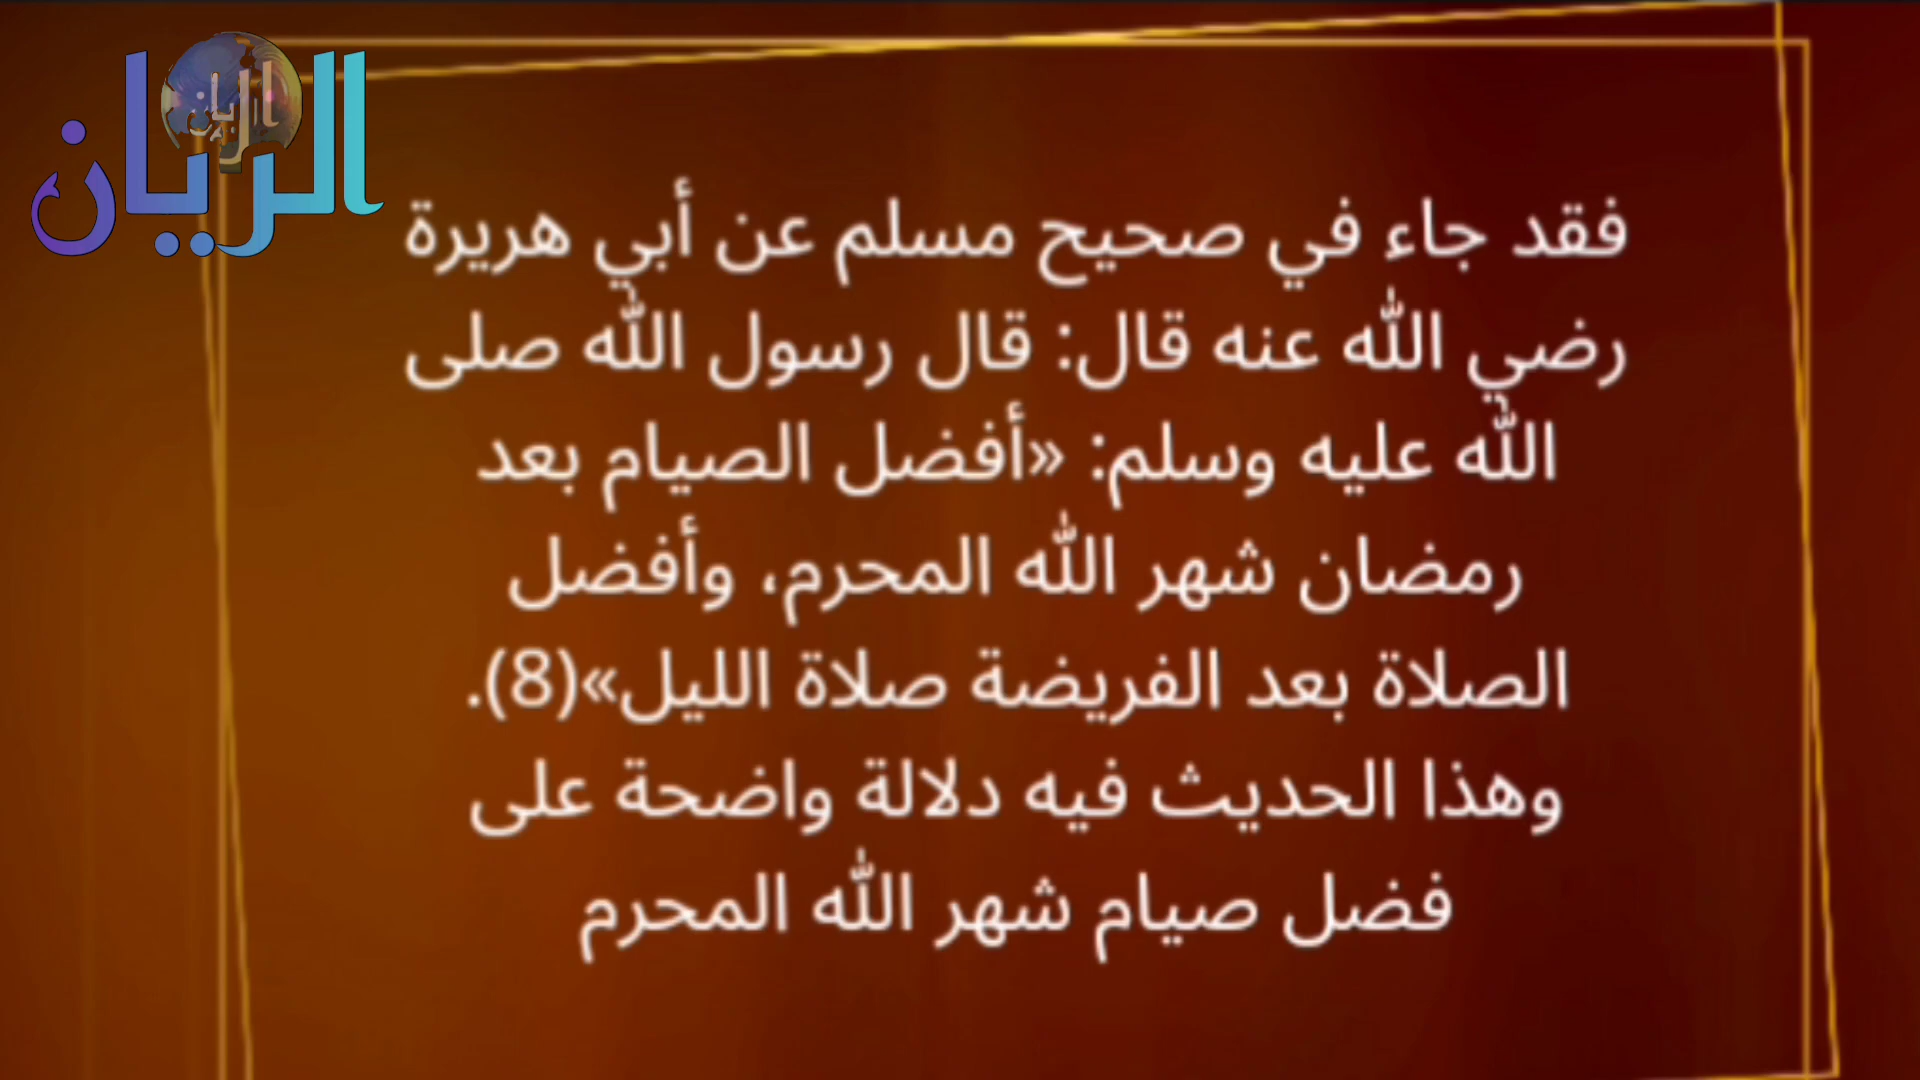 الريان
الريان
فقد جاء في صحيح مسلم عن أبي هريرة
رضي الله عنه قال: قال رسول الله صلى
الله عليه وسلم: «أفضل الصيام بعد
رمضان شهر الله المحرم، وأفضل
الصلاة بعد الفريضة صلاة الليل»(8).
وهذا الحديث فيه دلالة واضحة على
فضل صيام شهر الله المحرم